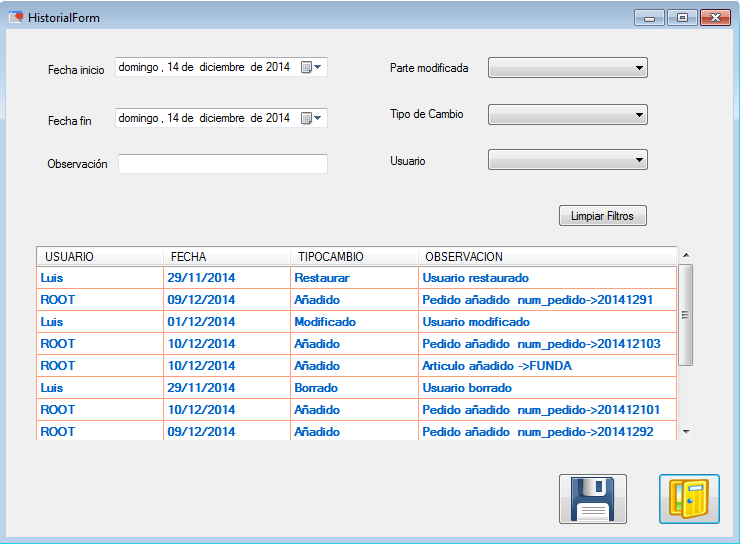 HistorialForm
Fecha inicio domingo , 14 de diciembre de 2014 Parte modificada
Fecha fin domingo , 14 de diciembre de 2014 Tipo de Cambio
Observación Usuario
Limpiar Filtros
USUARIO FECHA TIPOCAMBIO OBSERVACION
Luis 29/11/2014 Restaurar Usuario restaurado
ROOT 09/12/2014 Añadido Pedido añadido num_pedido->20141291
Luis 01/12/2014 Modificado Usuario modificado
ROOT 10/12/2014 Añadido Pedido añadido num_pedido->201412103
ROOT 10/12/2014 Añadido Articulo añadido ->FUNDA
Luis 29/11/2014 Borrado Usuario borrado
ROOT 10/12/2014 Añadido Pedido añadido num_pedido->201412101
ROOT 09/12/2014 Añadido Pedido añadido num_pedido->20141292